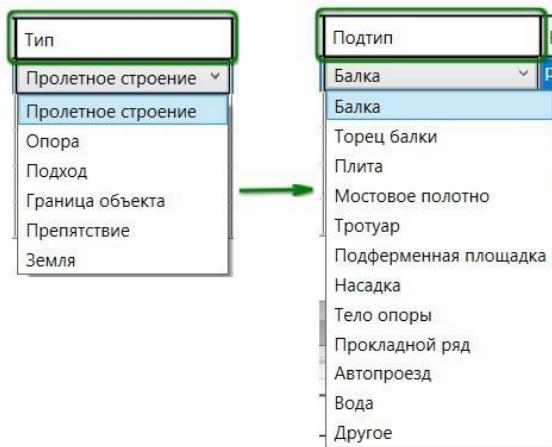 Тип
Пролетное строение
Пролетное строение
Опора
Подход
Граница объекта
Препятствие
Земля
Подтип
Балка
Балка
Торец балки
Плита
Мостовое полотно
Тротуар
Подферменная площадка
Насадка
Тело опоры
Прокладной ряд
Автопроезд
Вода
Другое